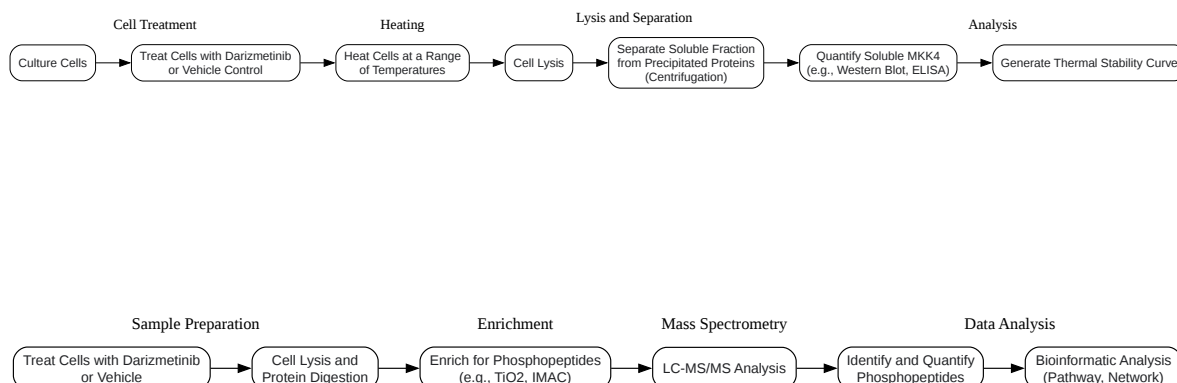 Cell Treatment
Heating
Lysis and Separation
Analysis
Culture Cells
Treat Cells with Darizmetinib
or Vehicle Control
Heat Cells at a Range
of Temperatures
Cell Lysis
Separate Soluble Fraction
from Precipitated Proteins
(Centrifugation)
Quantify Soluble MKK4
(e.g., Western Blot, ELISA)
Generate Thermal Stability Curve
Sample Preparation
Enrichment
Mass Spectrometry
Data Analysis
Treat Cells with Darizmetinib
or Vehicle
Cell Lysis and
Protein Digestion
Enrich for Phosphopeptides
(e.g., TiO2, IMAC)
LC-MS/MS Analysis
Identify and Quantify
Phosphopeptides
Bioinformatic Analysis
(Pathway, Network)